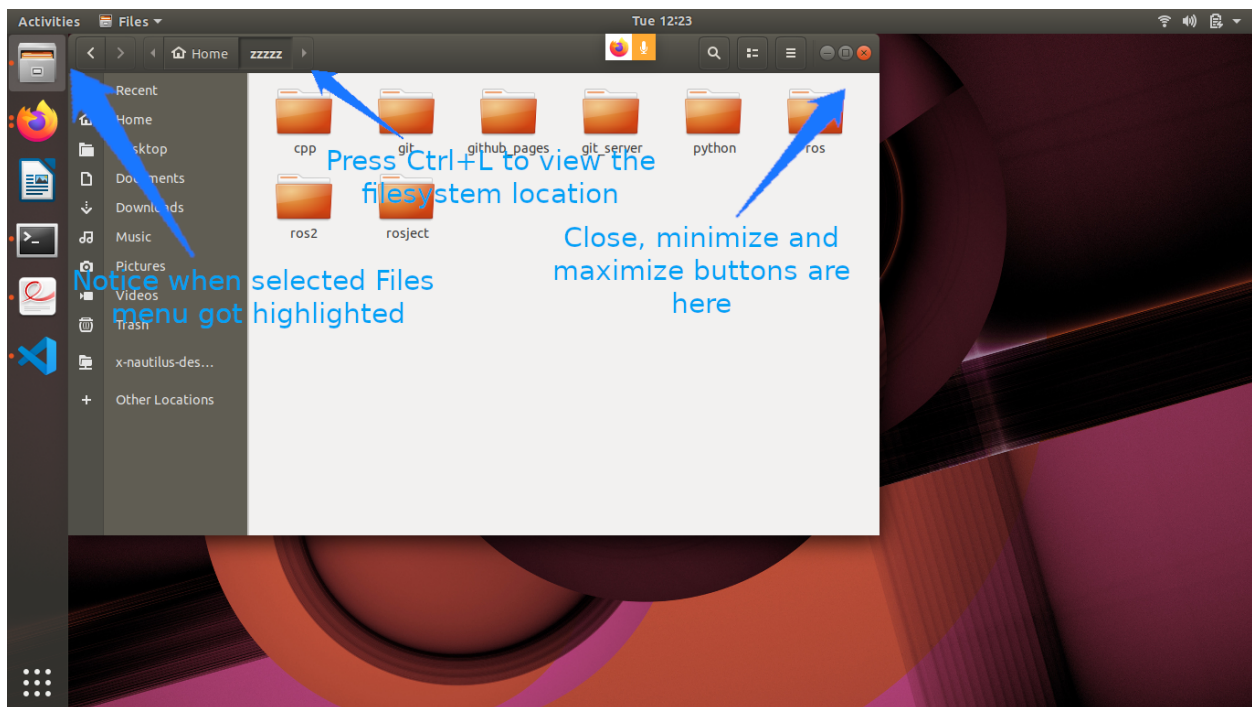 Activities Files Tue 12:23
Home zzzzz
Recent
Home
Desktop
Documents
Downloads
Music
Pictures
Videos
Trash
x-nautilus-des…
Other Locations
cpp git github_pages git_server python ros
ros2 rosject
Press Ctrl+L to view the
filesystem location
Close, minimize and
maximize buttons are
here
Notice when selected Files
menu got highlighted